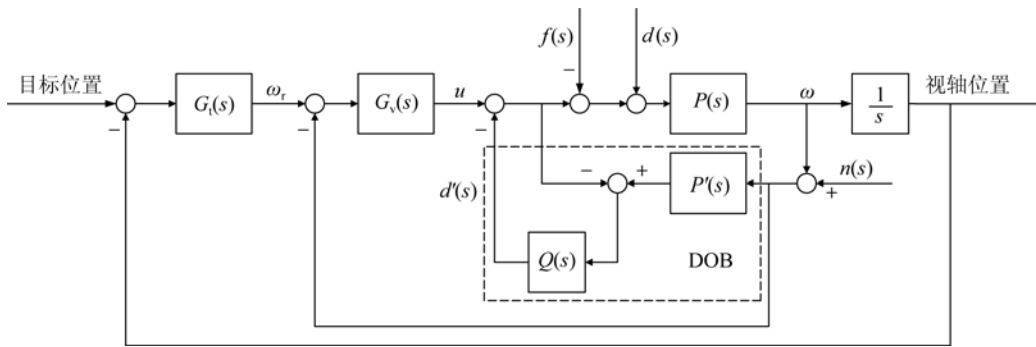 f(s)
d(s)
−
目标位置
G_t(s)
ω_r
G_v(s)
u
P(s)
ω
1/s
视轴位置
−
−
−
d′(s)
−
+
P′(s)
n(s)
+
Q(s)
DOB